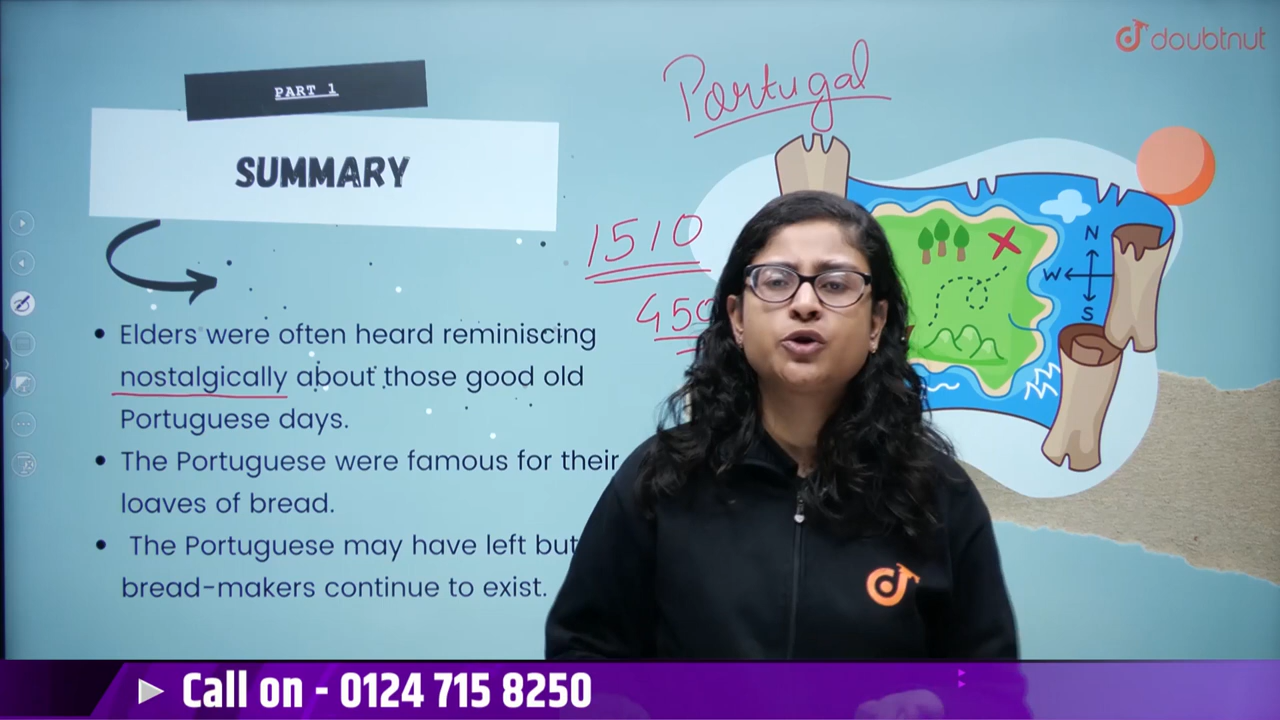 doubtnut
Portugal
PART 1
SUMMARY
1510
450
N
W
S
• Elders were often heard reminiscing
nostalgically about those good old
Portuguese days.
• The Portuguese were famous for their
loaves of bread.
• The Portuguese may have left but
bread-makers continue to exist.
Call on - 0124 715 8250